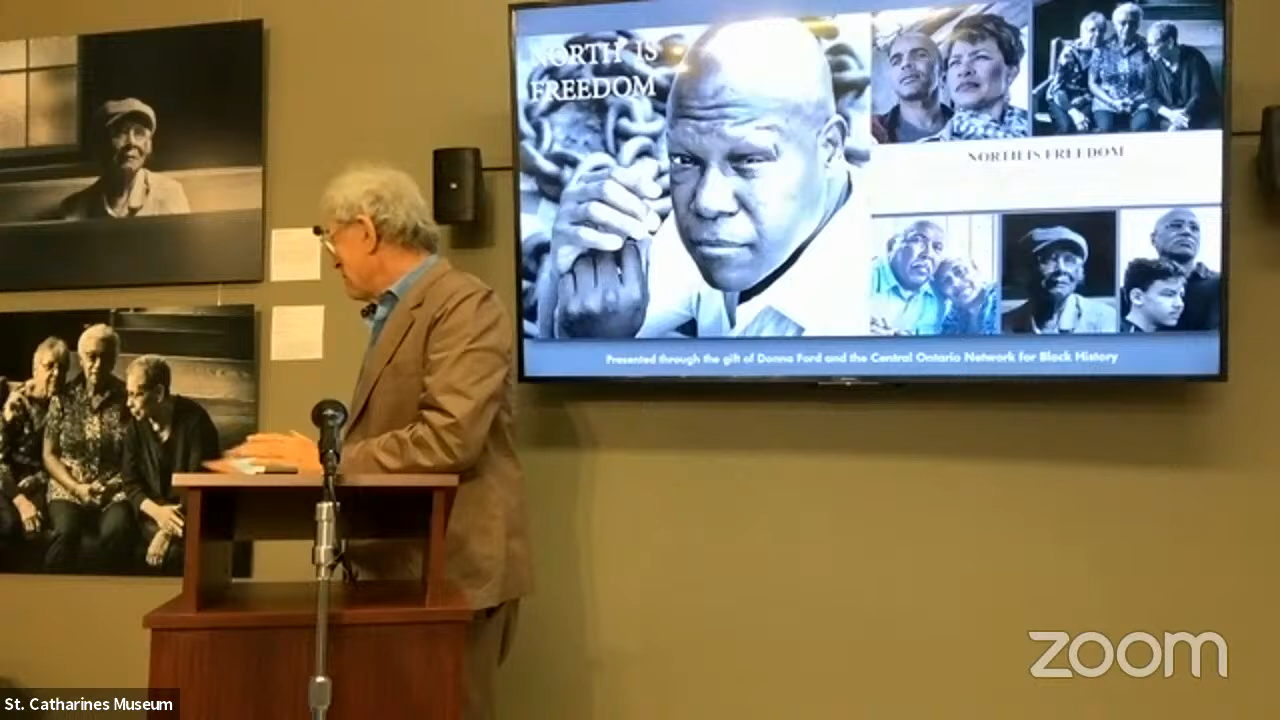 NORTH IS
FREEDOM
NORTH IS FREEDOM
Presented through the gift of Donna Ford and the Central Ontario Network for Black History
zoom
St. Catharines Museum